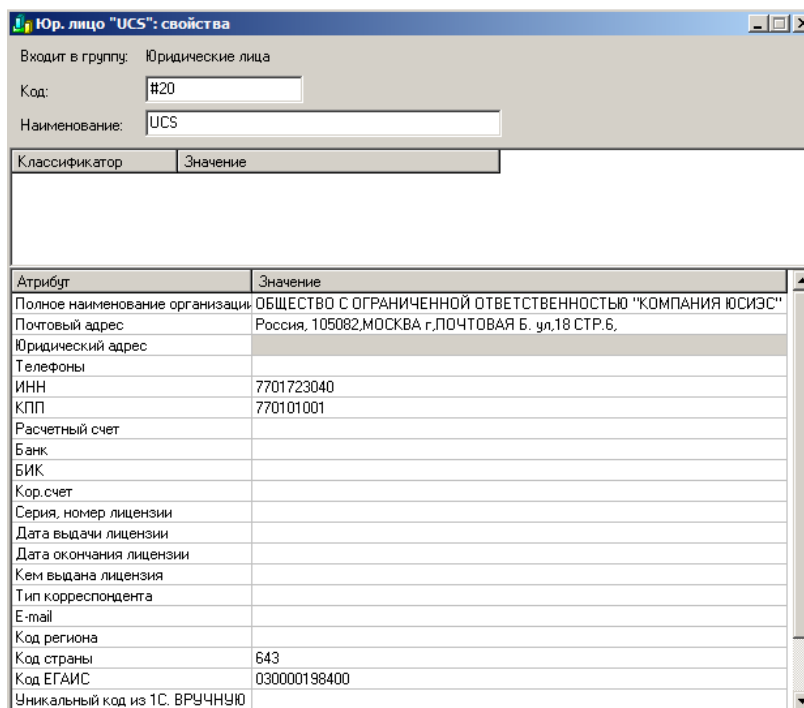 Юр. лицо "UCS": свойства
Входит в группу: Юридические лица
Код: #20
Наименование: UCS
Классификатор Значение
Атрибут Значение
Полное наименование организации ОБЩЕСТВО С ОГРАНИЧЕННОЙ ОТВЕТСТВЕННОСТЬЮ "КОМПАНИЯ ЮСИЭС"
Почтовый адрес Россия, 105082,МОСКВА г,ПОЧТОВАЯ Б. ул,18 СТР.6,
Юридический адрес
Телефоны
ИНН 7701723040
КПП 770101001
Расчетный счет
Банк
БИК
Кор.счет
Серия, номер лицензии
Дата выдачи лицензии
Дата окончания лицензии
Кем выдана лицензия
Тип корреспондента
E-mail
Код региона
Код страны 643
Код ЕГАИС 030000198400
Уникальный код из 1С. ВРУЧНУЮ